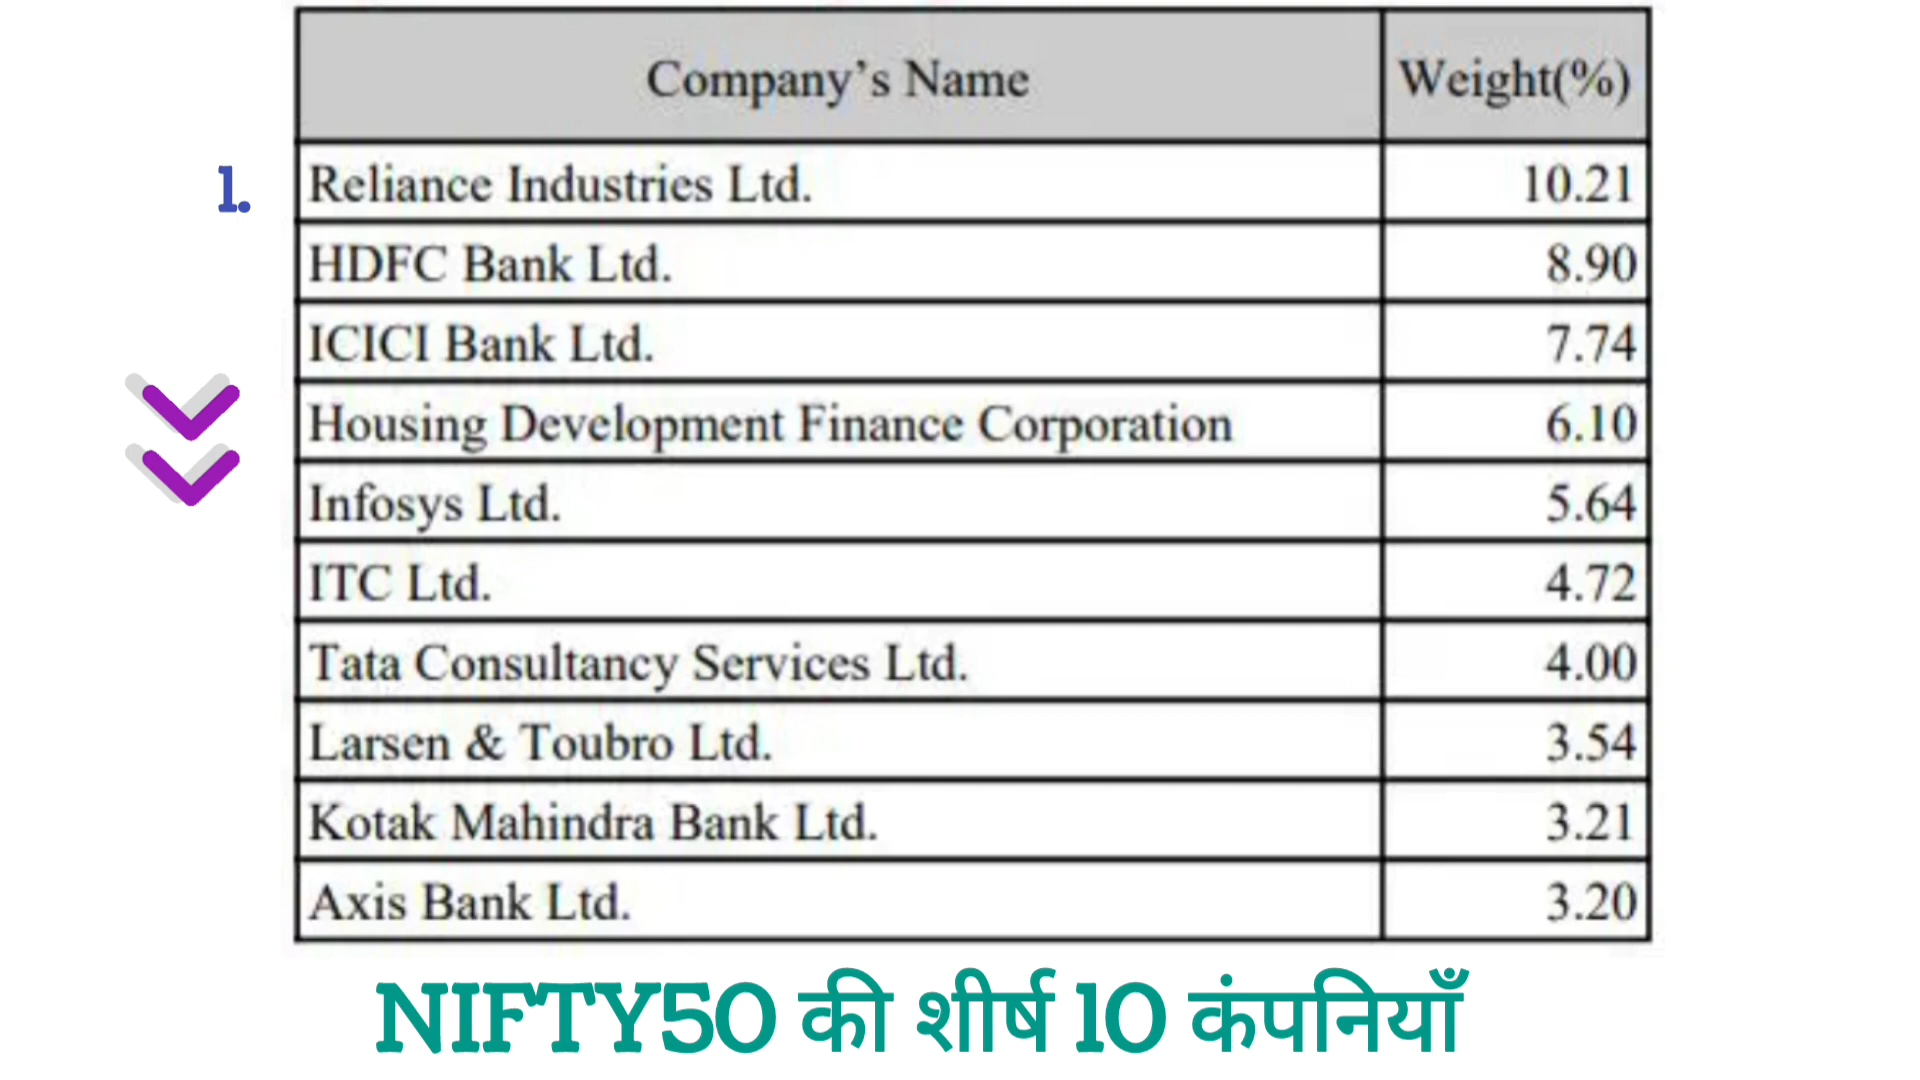 Company’s Name Weight(%)
1. Reliance Industries Ltd. 10.21
HDFC Bank Ltd. 8.90
ICICI Bank Ltd. 7.74
Housing Development Finance Corporation 6.10
Infosys Ltd. 5.64
ITC Ltd. 4.72
Tata Consultancy Services Ltd. 4.00
Larsen & Toubro Ltd. 3.54
Kotak Mahindra Bank Ltd. 3.21
Axis Bank Ltd. 3.20
NIFTY50 की शीर्ष 10 कंपनियाँ